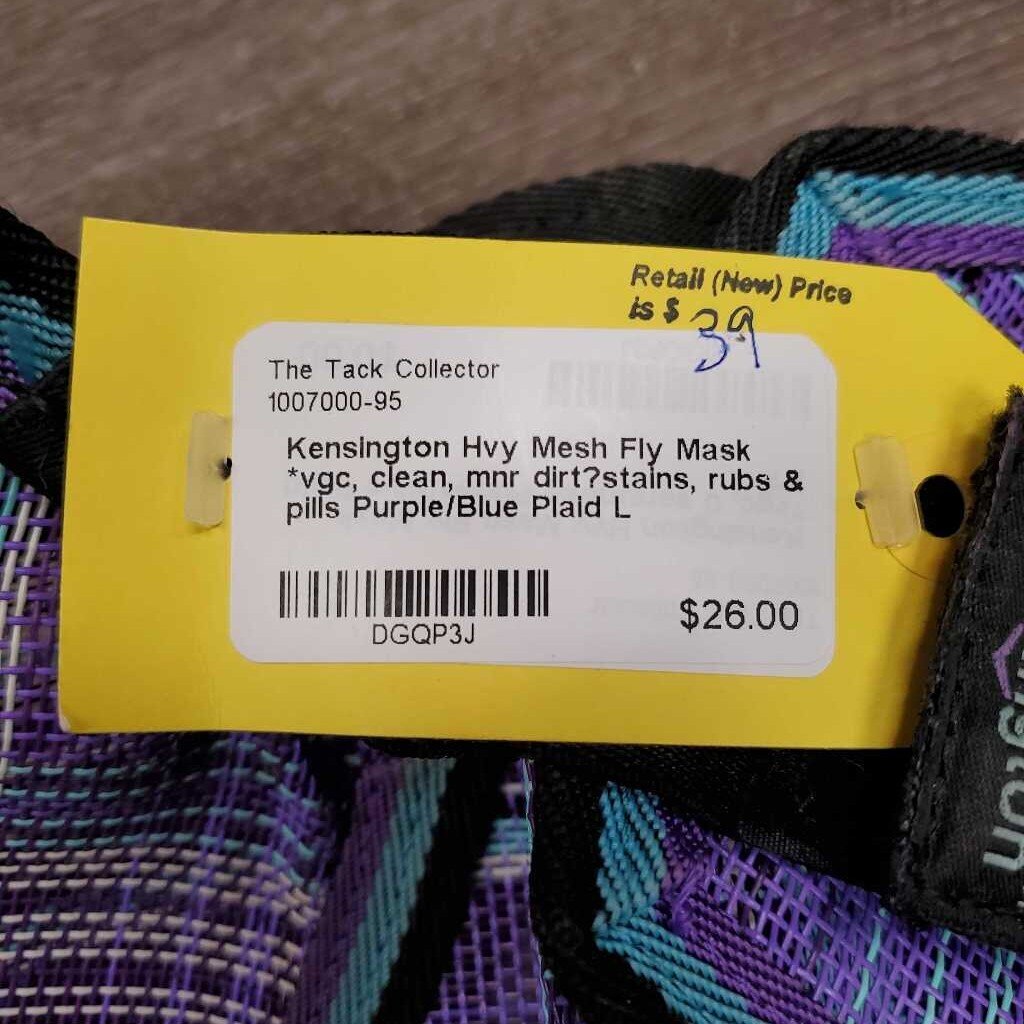 Retail (New) Price
is $ 39
The Tack Collector
1007000-95
Kensington Hvy Mesh Fly Mask
*vgc, clean, mnr dirt?stains, rubs &
pills Purple/Blue Plaid L
DGQP3J
$26.00